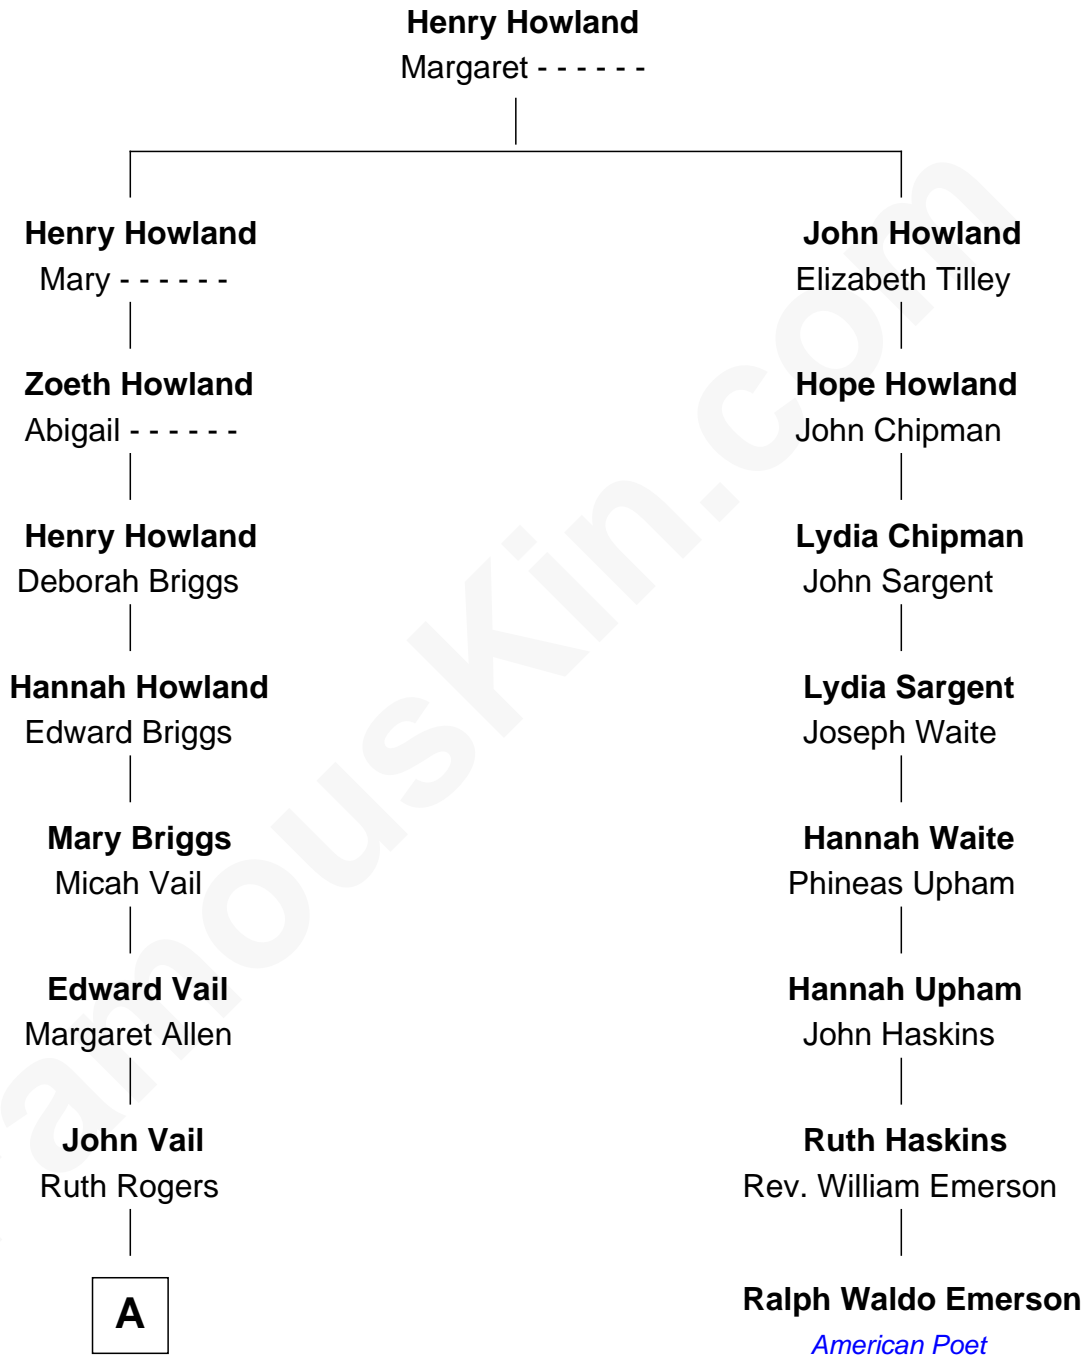 Henry Howland
Margaret - - - - - -
Henry Howland
Mary - - - - - -
John Howland
Elizabeth Tilley
Zoeth Howland
Abigail - - - - - -
Hope Howland
John Chipman
Henry Howland
Deborah Briggs
Lydia Chipman
John Sargent
Hannah Howland
Edward Briggs
Lydia Sargent
Joseph Waite
Mary Briggs
Micah Vail
Hannah Waite
Phineas Upham
Edward Vail
Margaret Allen
Hannah Upham
John Haskins
John Vail
Ruth Rogers
Ruth Haskins
Rev. William Emerson
A
Ralph Waldo Emerson
American Poet
amouskin.com